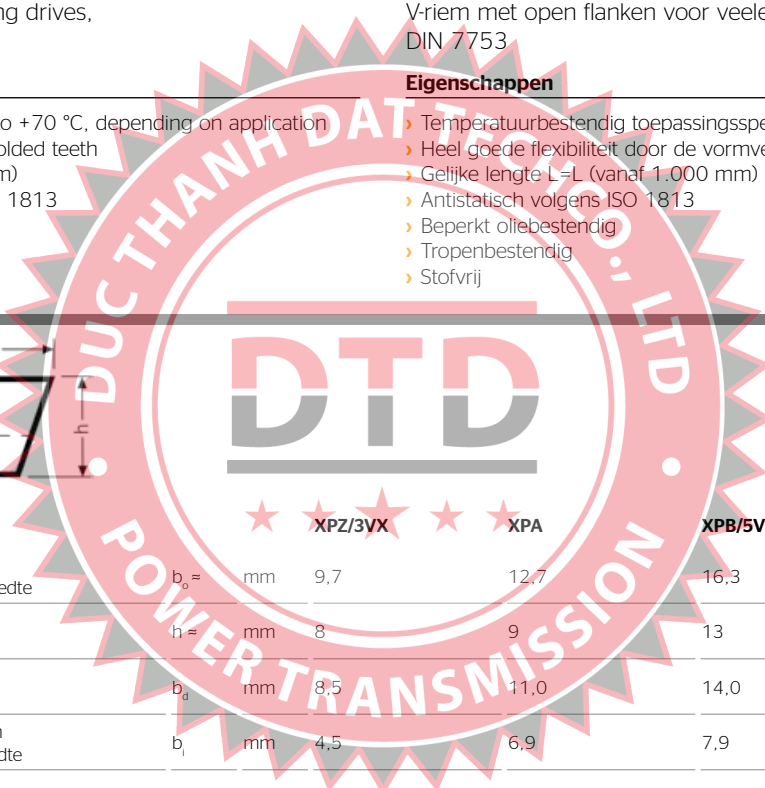 ng drives,
o +70 °C, depending on application
olded teeth
m)
1813
V-riem met open flanken voor veele
DIN 7753
Eigenschappen
› Temperatuurbestendig toepassingsspe
› Heel goede flexibiliteit door de vormve
› Gelijke lengte L=L (vanaf 1.000 mm)
› Antistatisch volgens ISO 1813
› Beperkt oliebestendig
› Tropenbestendig
› Stofvrij
DUC THANH DAT TECHCO., LTD
DTD
POWER TRANSMISSION
h
XPZ/3VX XPA XPB/5V
edte bo ≈ mm 9,7 12,7 16,3
h ≈ mm 8 9 13
bd mm 8,5 11,0 14,0
n
dte bi mm 4,5 6,9 7,9